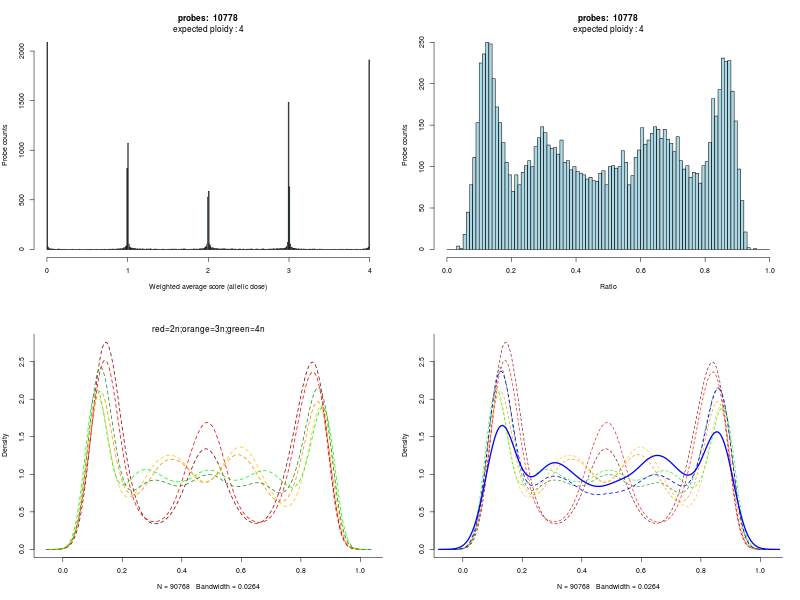 probes: 10778
expected ploidy : 4
Probe counts
2000
1500
1000
500
0
0 1 2 3 4
Weighted average score (allelic dose)
probes: 10778
expected ploidy : 4
Probe counts
250
200
150
100
50
0
0.0 0.2 0.4 0.6 0.8 1.0
Ratio
red=2n;orange=3n;green=4n
Density
2.5
2.0
1.5
1.0
0.5
0.0
0.0 0.2 0.4 0.6 0.8 1.0
N = 90768 Bandwidth = 0.0264
Density
2.5
2.0
1.5
1.0
0.5
0.0
0.0 0.2 0.4 0.6 0.8 1.0
N = 90768 Bandwidth = 0.0264